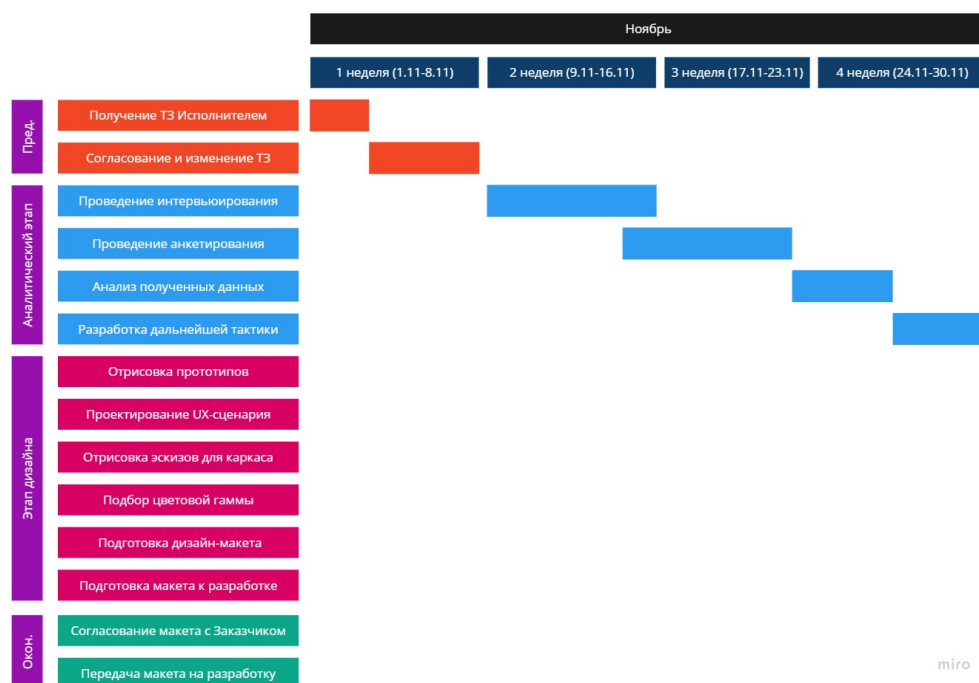 Ноябрь
1 неделя (1.11-8.11)
2 неделя (9.11-16.11)
3 неделя (17.11-23.11)
4 неделя (24.11-30.11)
Пред.
Получение ТЗ Исполнителем
Согласование и изменение ТЗ
Аналитический этап
Проведение интервьюирования
Проведение анкетирования
Анализ полученных данных
Разработка дальнейшей тактики
Этап дизайна
Отрисовка прототипов
Проектирование UX-сценария
Отрисовка эскизов для каркаса
Подбор цветовой гаммы
Подготовка дизайн-макета
Подготовка макета к разработке
Окон.
Согласование макета с Заказчиком
Передача макета на разработку
miro